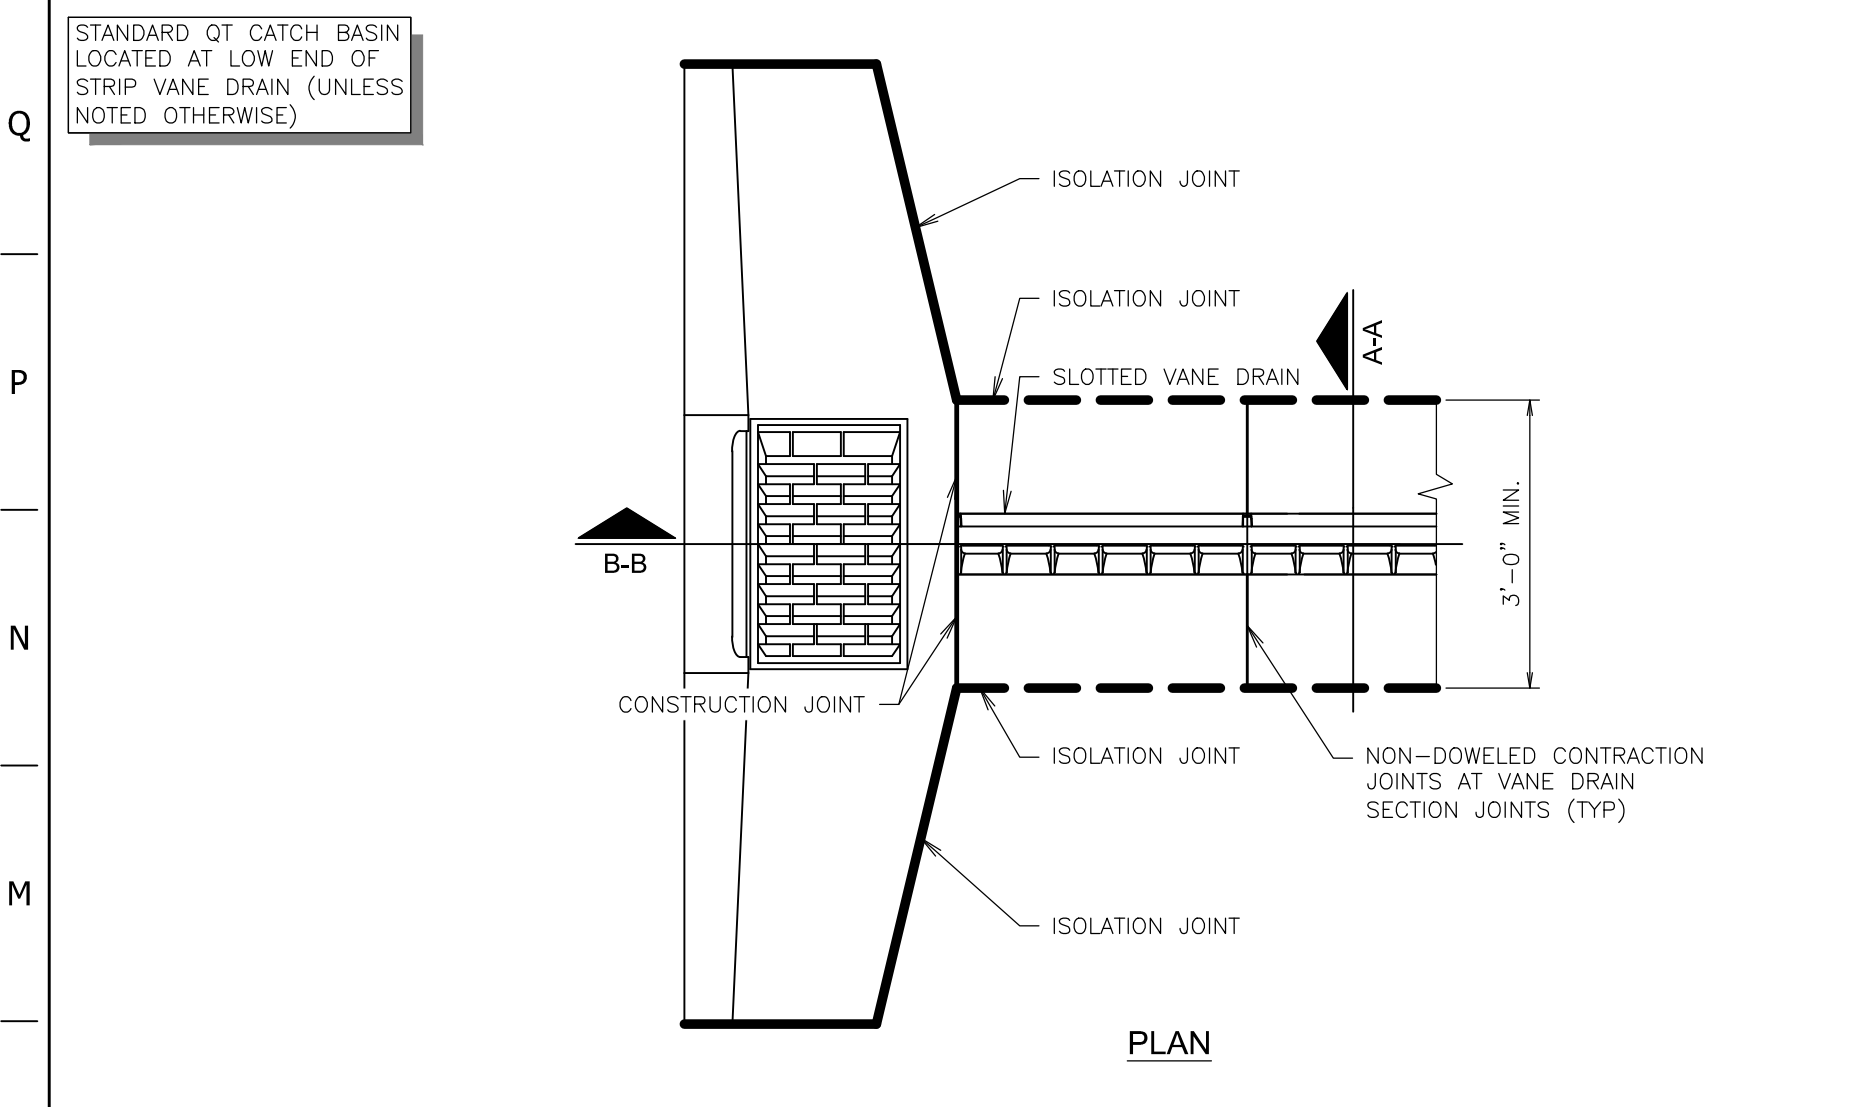 STANDARD QT CATCH BASIN
LOCATED AT LOW END OF
STRIP VANE DRAIN (UNLESS
NOTED OTHERWISE)
Q
P
N
M
ISOLATION JOINT
ISOLATION JOINT
SLOTTED VANE DRAIN
A-A
B-B
3'-0" MIN.
CONSTRUCTION JOINT
ISOLATION JOINT
NON-DOWELED CONTRACTION
JOINTS AT VANE DRAIN
SECTION JOINTS (TYP)
ISOLATION JOINT
PLAN